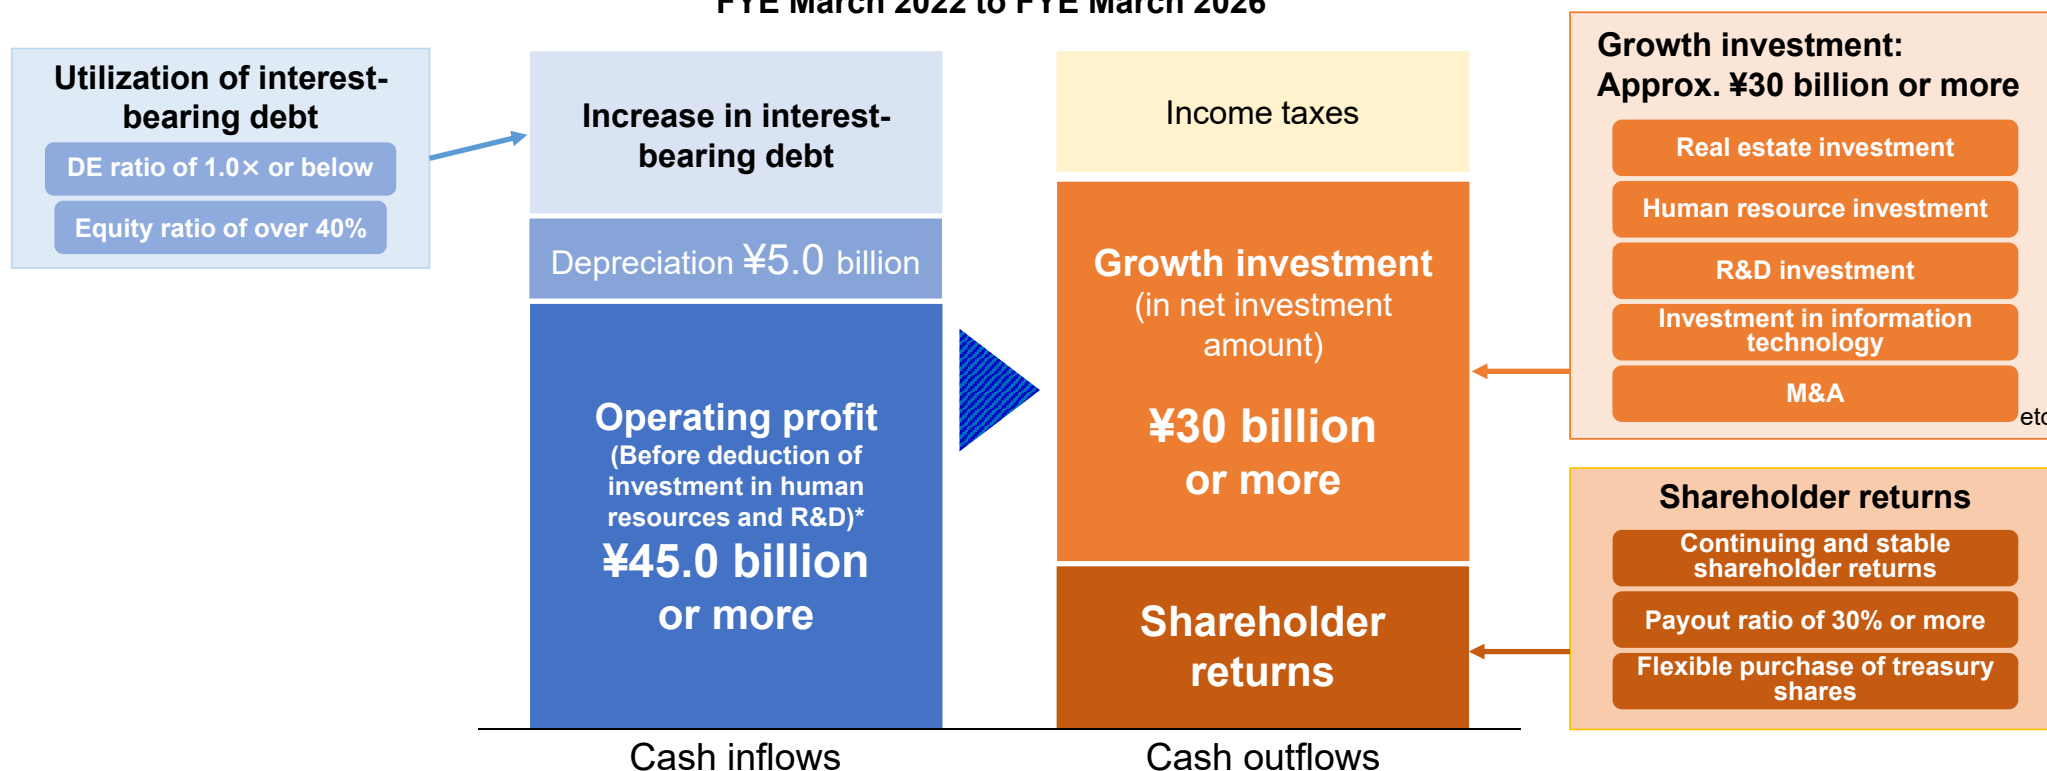 FYE March 2022 to FYE March 2026
Utilization of interest-
bearing debt
DE ratio of 1.0× or below
Equity ratio of over 40%
Increase in interest-
bearing debt
Depreciation ¥5.0 billion
Operating profit
(Before deduction of
investment in human
resources and R&D)*
¥45.0 billion
or more
Cash inflows
Income taxes
Growth investment
(in net investment
amount)
¥30 billion
or more
Shareholder
returns
Cash outflows
Growth investment:
Approx. ¥30 billion or more
Real estate investment
Human resource investment
R&D investment
Investment in information
technology
M&A
etc
Shareholder returns
Continuing and stable
shareholder returns
Payout ratio of 30% or more
Flexible purchase of treasury
shares